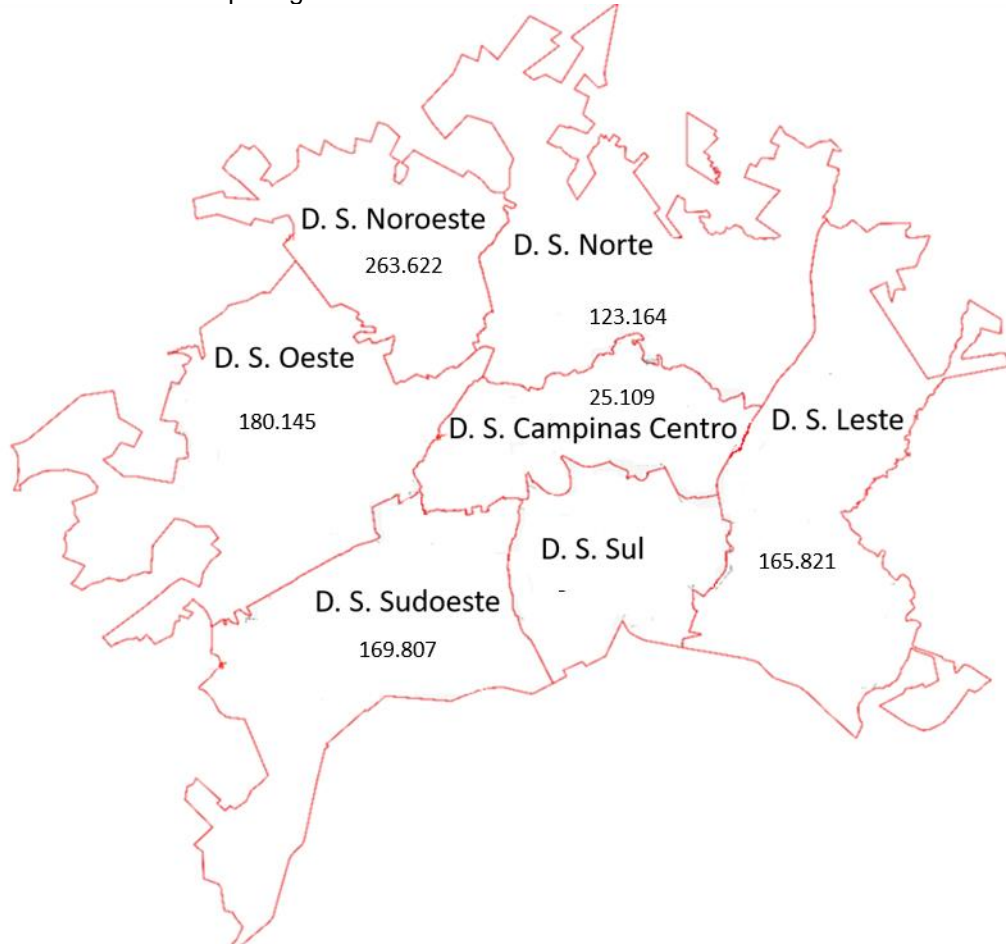 D. S. Noroeste
263.622
D. S. Norte
123.164
D. S. Oeste
180.145
25.109
D. S. Campinas Centro
D. S. Leste
165.821
D. S. Sul
-
D. S. Sudoeste
169.807